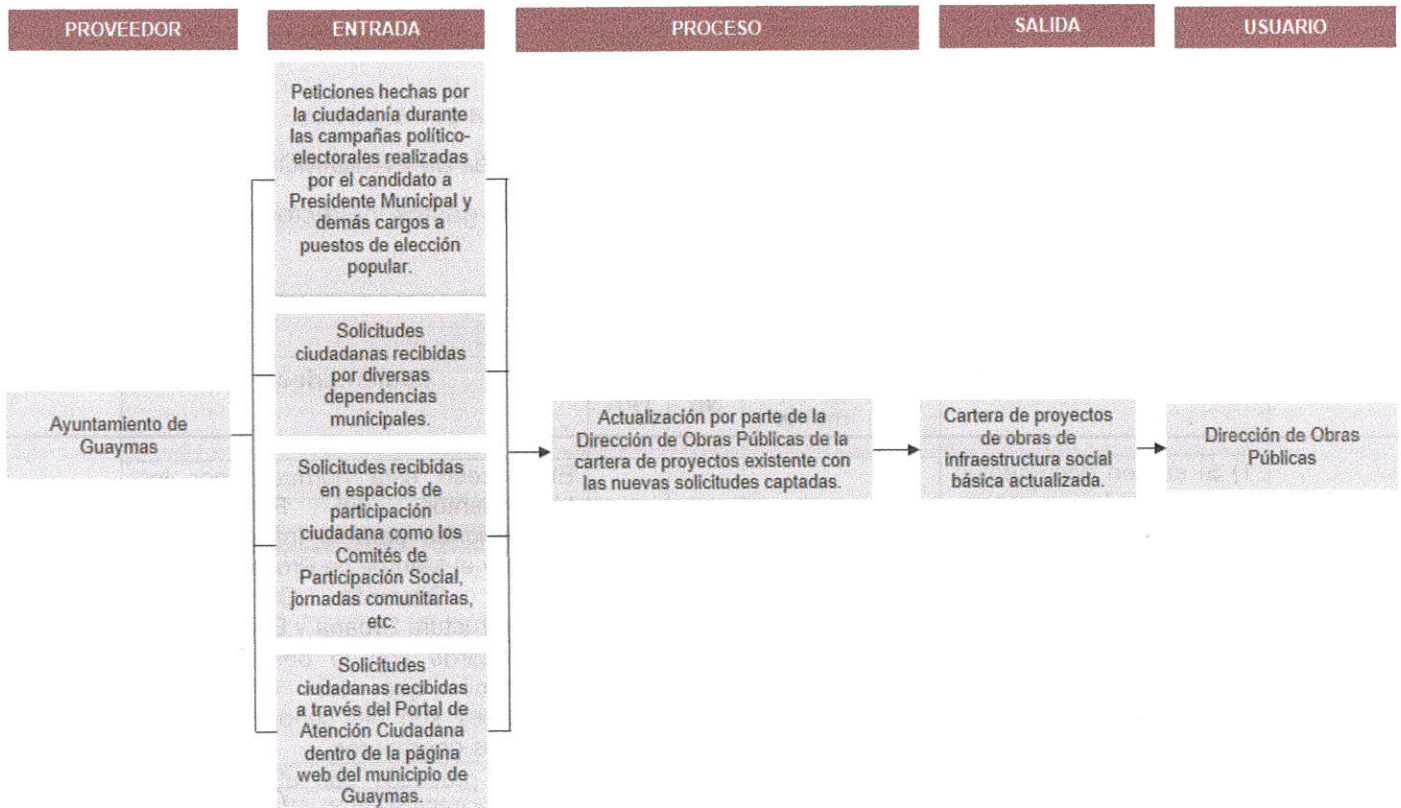 PROVEEDOR
ENTRADA
PROCESO
SALIDA
USUARIO
Peticiones hechas por
la ciudadanía durante
las campañas político-
electorales realizadas
por el candidato a
Presidente Municipal y
demás cargos a
puestos de elección
popular.
Solicitudes
ciudadanas recibidas
por diversas
dependencias
municipales.
Ayuntamiento de
Guaymas
Solicitudes recibidas
en espacios de
participación
ciudadana como los
Comités de
Participación Social,
jornadas comunitarias,
etc.
Solicitudes
ciudadanas recibidas
a través del Portal de
Atención Ciudadana
dentro de la página
web del municipio de
Guaymas.
Actualización por parte de la
Dirección de Obras Públicas de la
cartera de proyectos existente con
las nuevas solicitudes captadas.
Cartera de proyectos
de obras de
infraestructura social
básica actualizada.
Dirección de Obras
Públicas